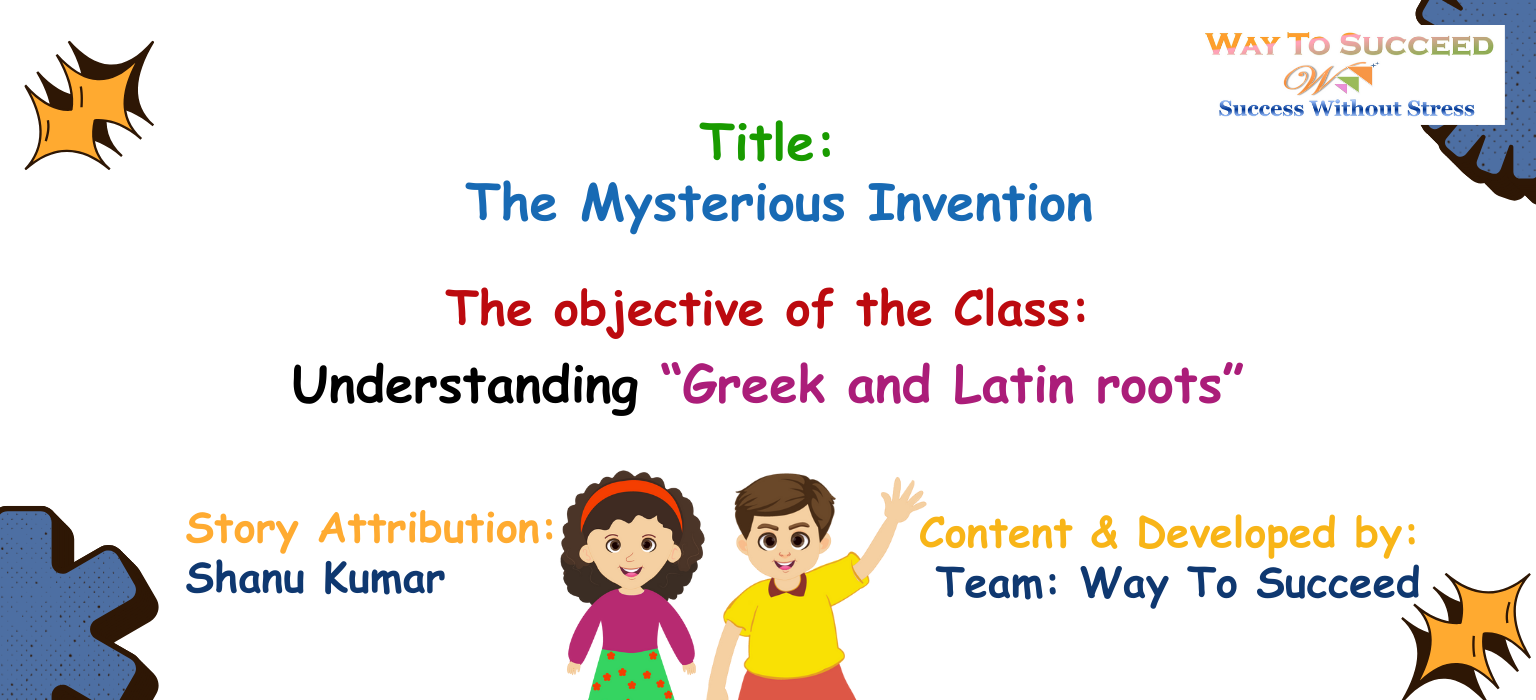 WAY TO SUCCEED
W
Success Without Stress
Title:
The Mysterious Invention
The objective of the Class:
Understanding “Greek and Latin roots”
Story Attribution:
Shanu Kumar
Content & Developed by:
Team: Way To Succeed